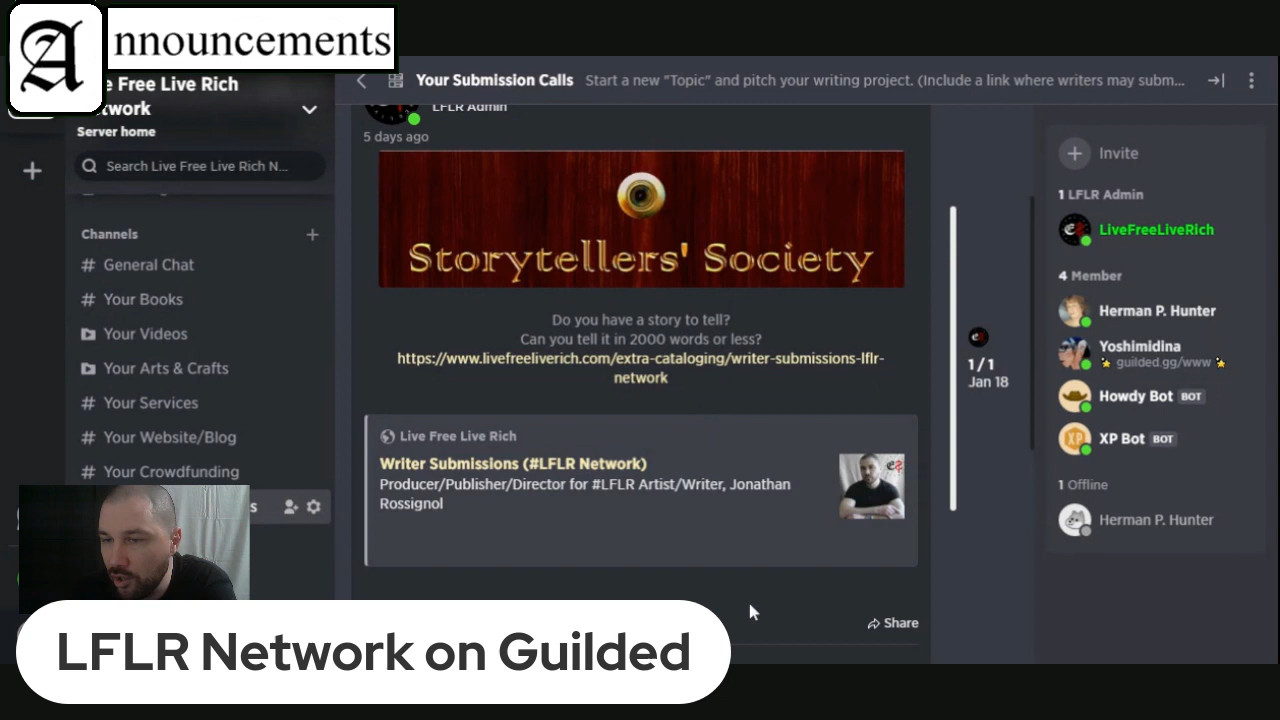 Announcements
e Free Live Rich
twork
Server home
Search Live Free Live Rich N...
Channels
# General Chat
# Your Books
Your Videos
Your Arts & Crafts
# Your Services
# Your Website/Blog
# Your Crowdfunding
s
Your Submission Calls Start a new "Topic" and pitch your writing project. (Include a link where writers may subm...
LFLR Admin
5 days ago
Storytellers' Society
Do you have a story to tell?
Can you tell it in 2000 words or less?
https://www.livefreeliverich.com/extra-cataloging/writer-submissions-lflr-
network
Live Free Live Rich
Writer Submissions (#LFLR Network)
Producer/Publisher/Director for #LFLR Artist/Writer, Jonathan
Rossignol
Share
1/1
Jan 18
Invite
1 LFLR Admin
LiveFreeLiveRich
4 Member
Herman P. Hunter
Yoshimidina
guilded.gg/www
Howdy Bot BOT
XP XP Bot BOT
1 Offline
Herman P. Hunter
LFLR Network on Guilded